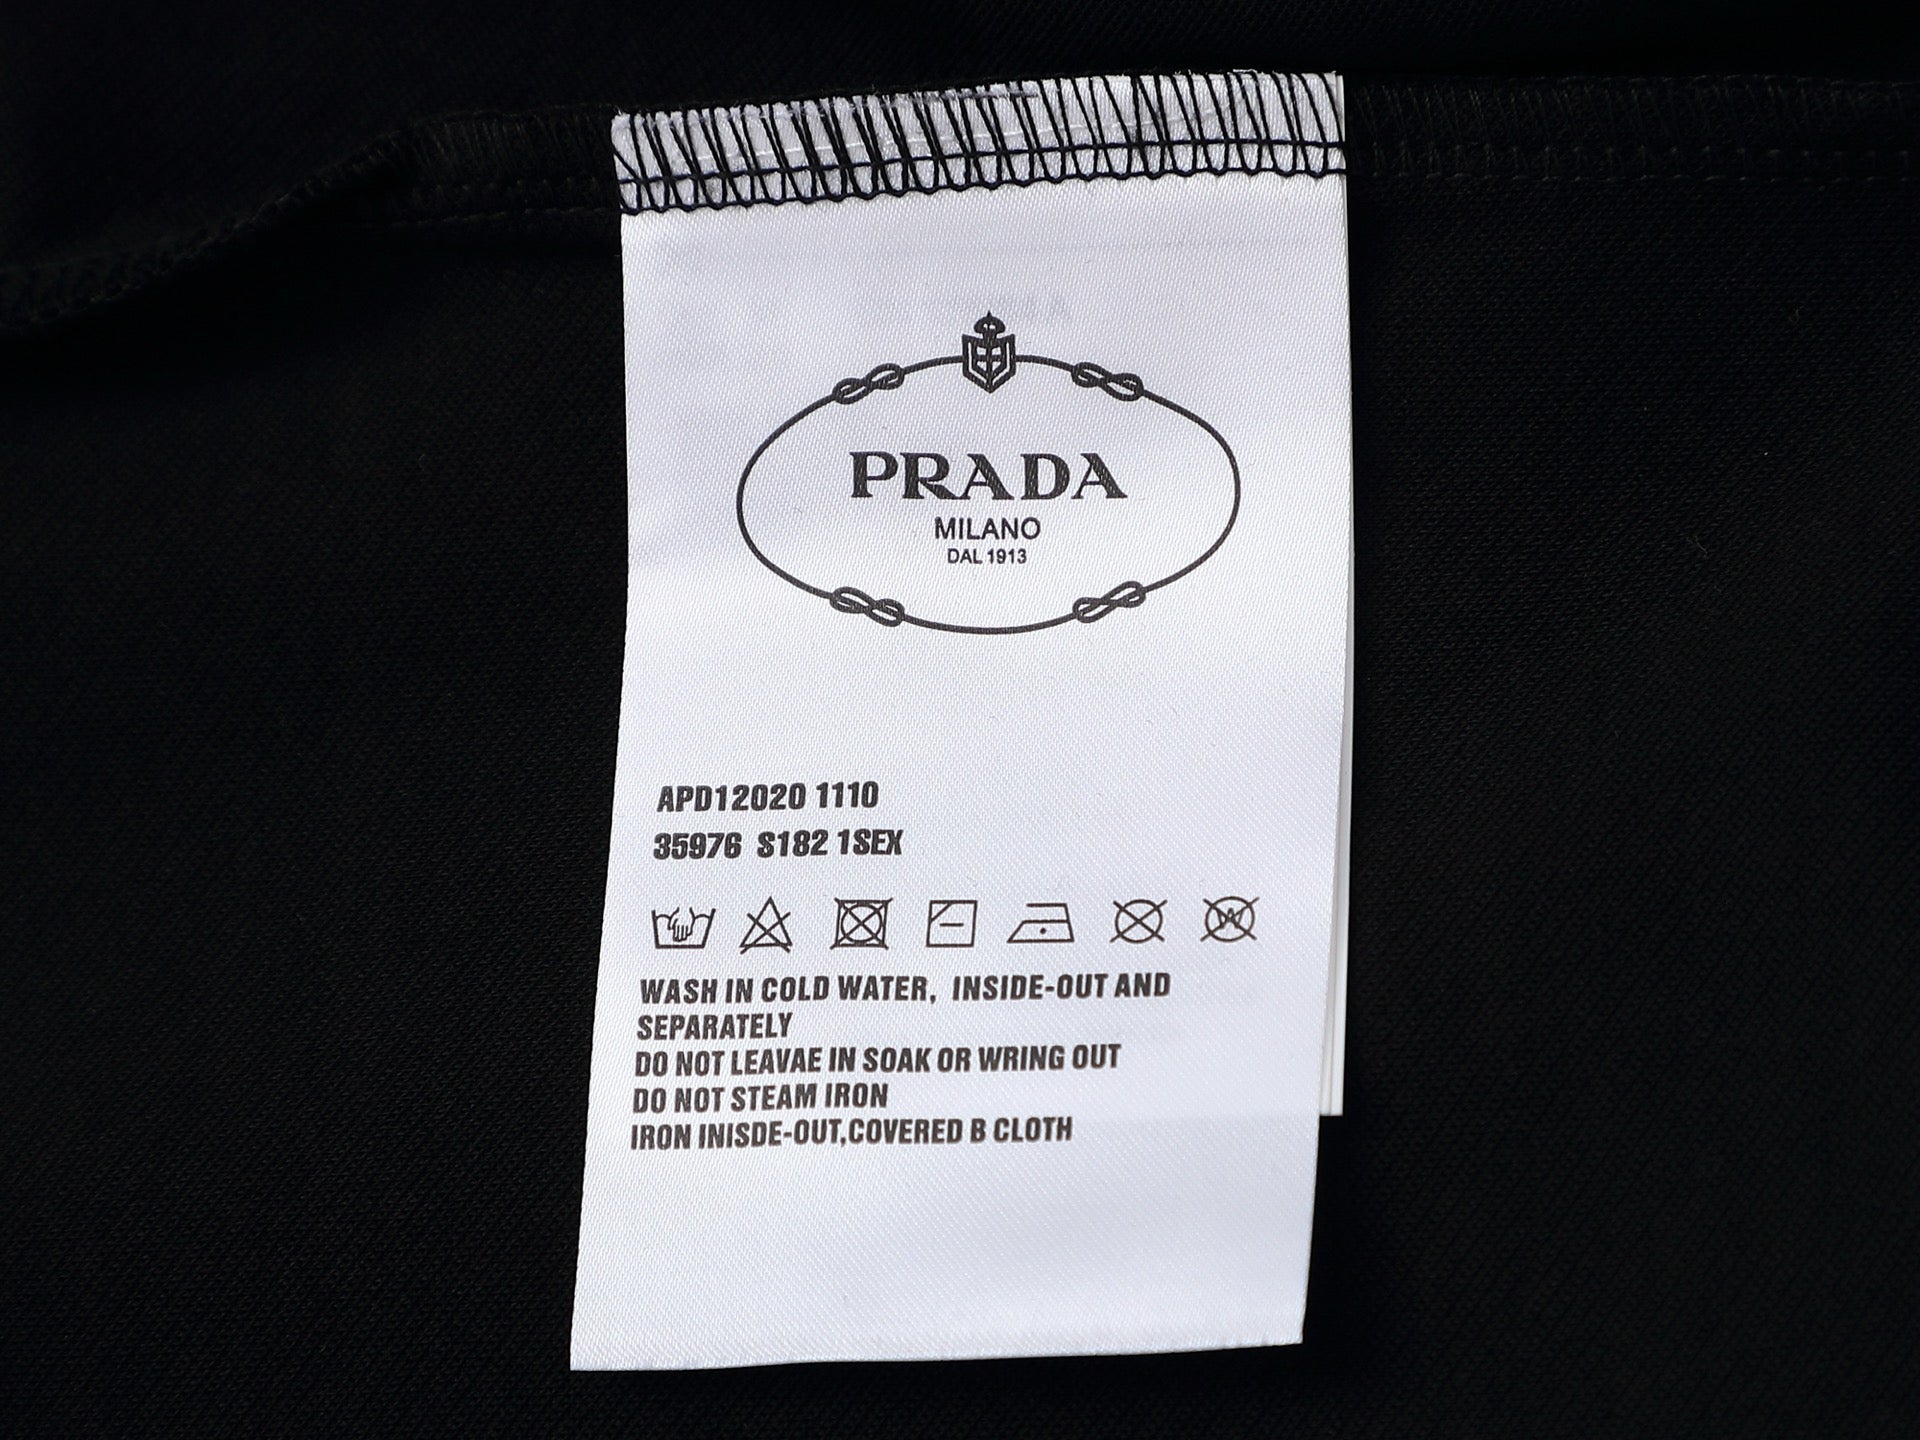 PRADA
MILANO
DAL 1913
APD12020 1110
35976 S182 1SEX
W
WASH IN COLD WATER, INSIDE-OUT AND
SEPARATELY
DO NOT LEAVAE IN SOAK OR WRING OUT
DO NOT STEAM IRON
IRON INISDE-OUT,COVERED B CLOTH